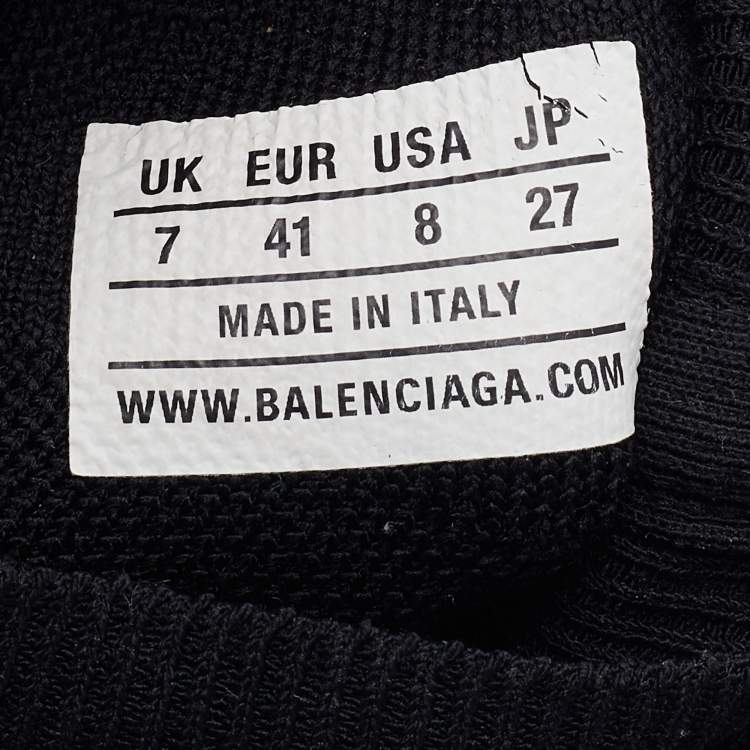 UK EUR USA JP
7 41 8 27
MADE IN ITALY
WWW.BALENCIAGA.COM